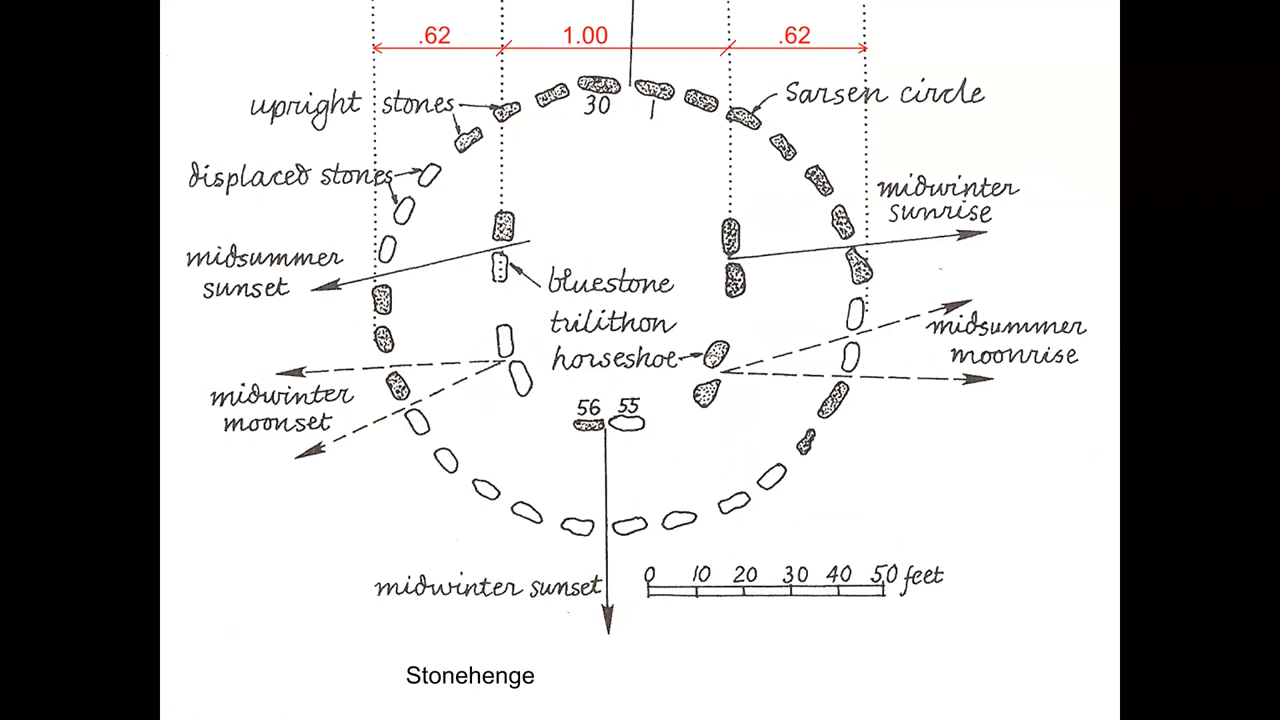 .62 1.00 .62
upright stones
30
1
Sarsen circle
displaced stones
midwinter
sunrise
midsummer
sunset
bluestone
trilithon
horseshoe
midsummer
moonrise
midwinter
moonset
56 55
midwinter sunset
0 10 20 30 40 50 feet
Stonehenge